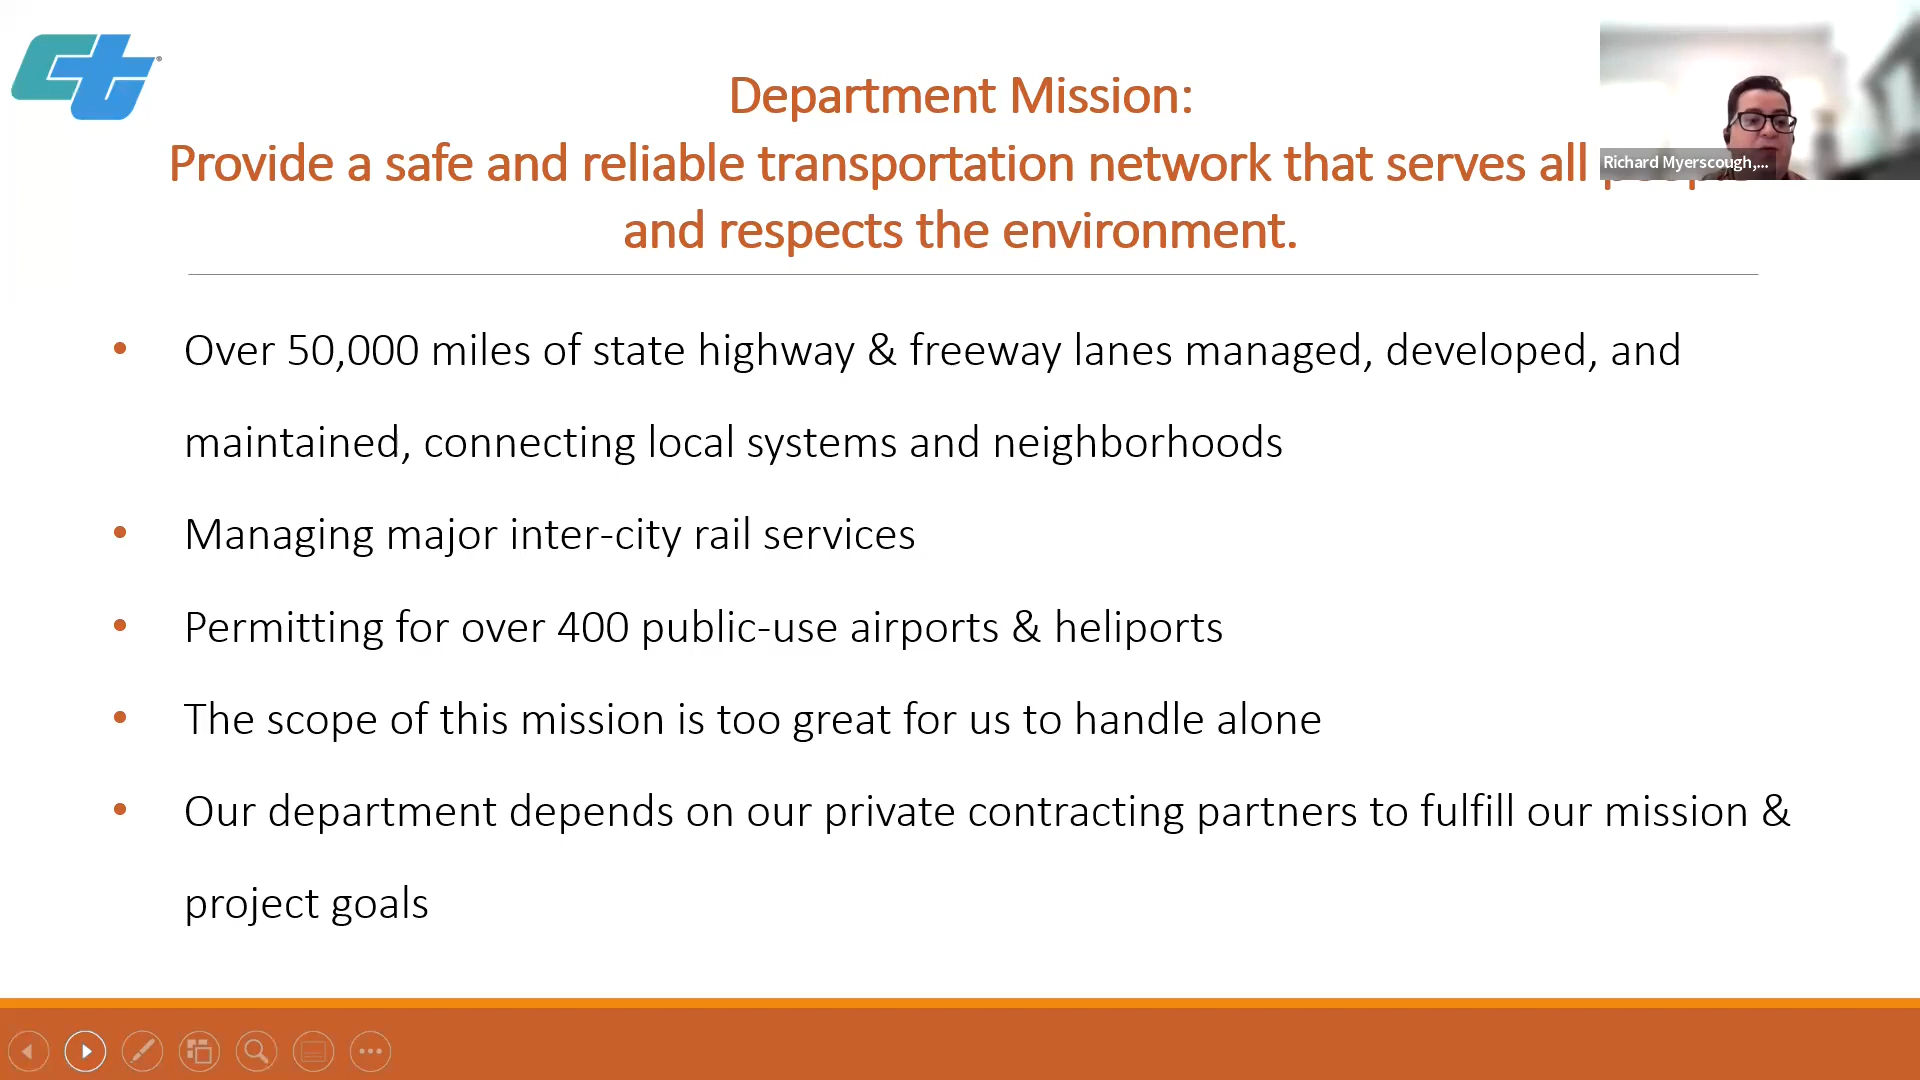 Department Mission:
Provide a safe and reliable transportation network that serves all
and respects the environment.
Richard Myerscough,...
• Over 50,000 miles of state highway & freeway lanes managed, developed, and
maintained, connecting local systems and neighborhoods
• Managing major inter-city rail services
• Permitting for over 400 public-use airports & heliports
• The scope of this mission is too great for us to handle alone
• Our department depends on our private contracting partners to fulfill our mission &
project goals